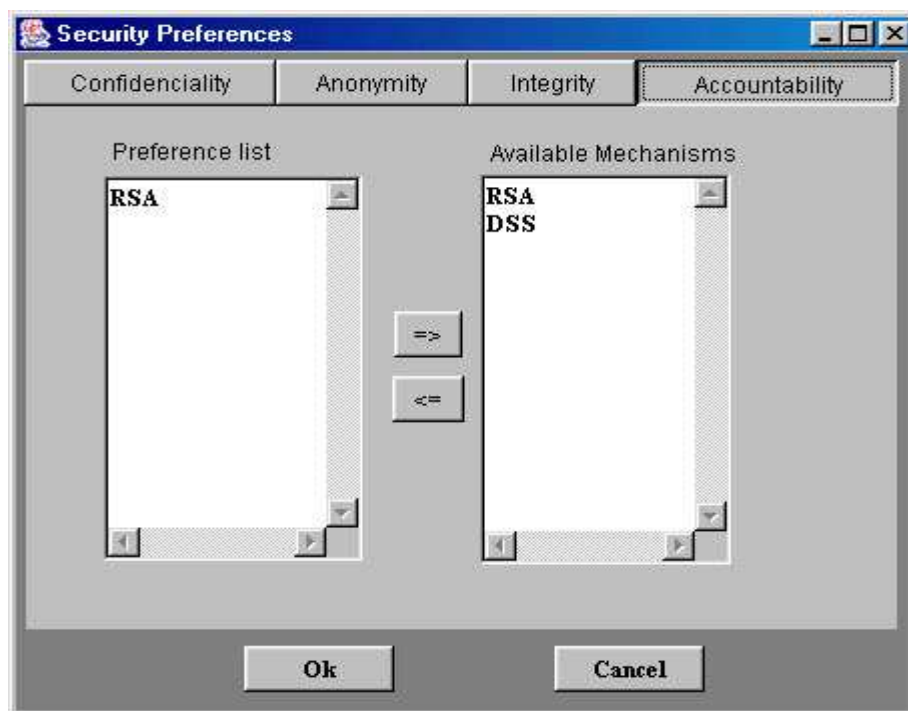 Security Preferences
Confidenciality Anonymity Integrity Accountability
Preference list
Available Mechanisms
RSA
RSA
DSS
=>
<=
Ok
Cancel